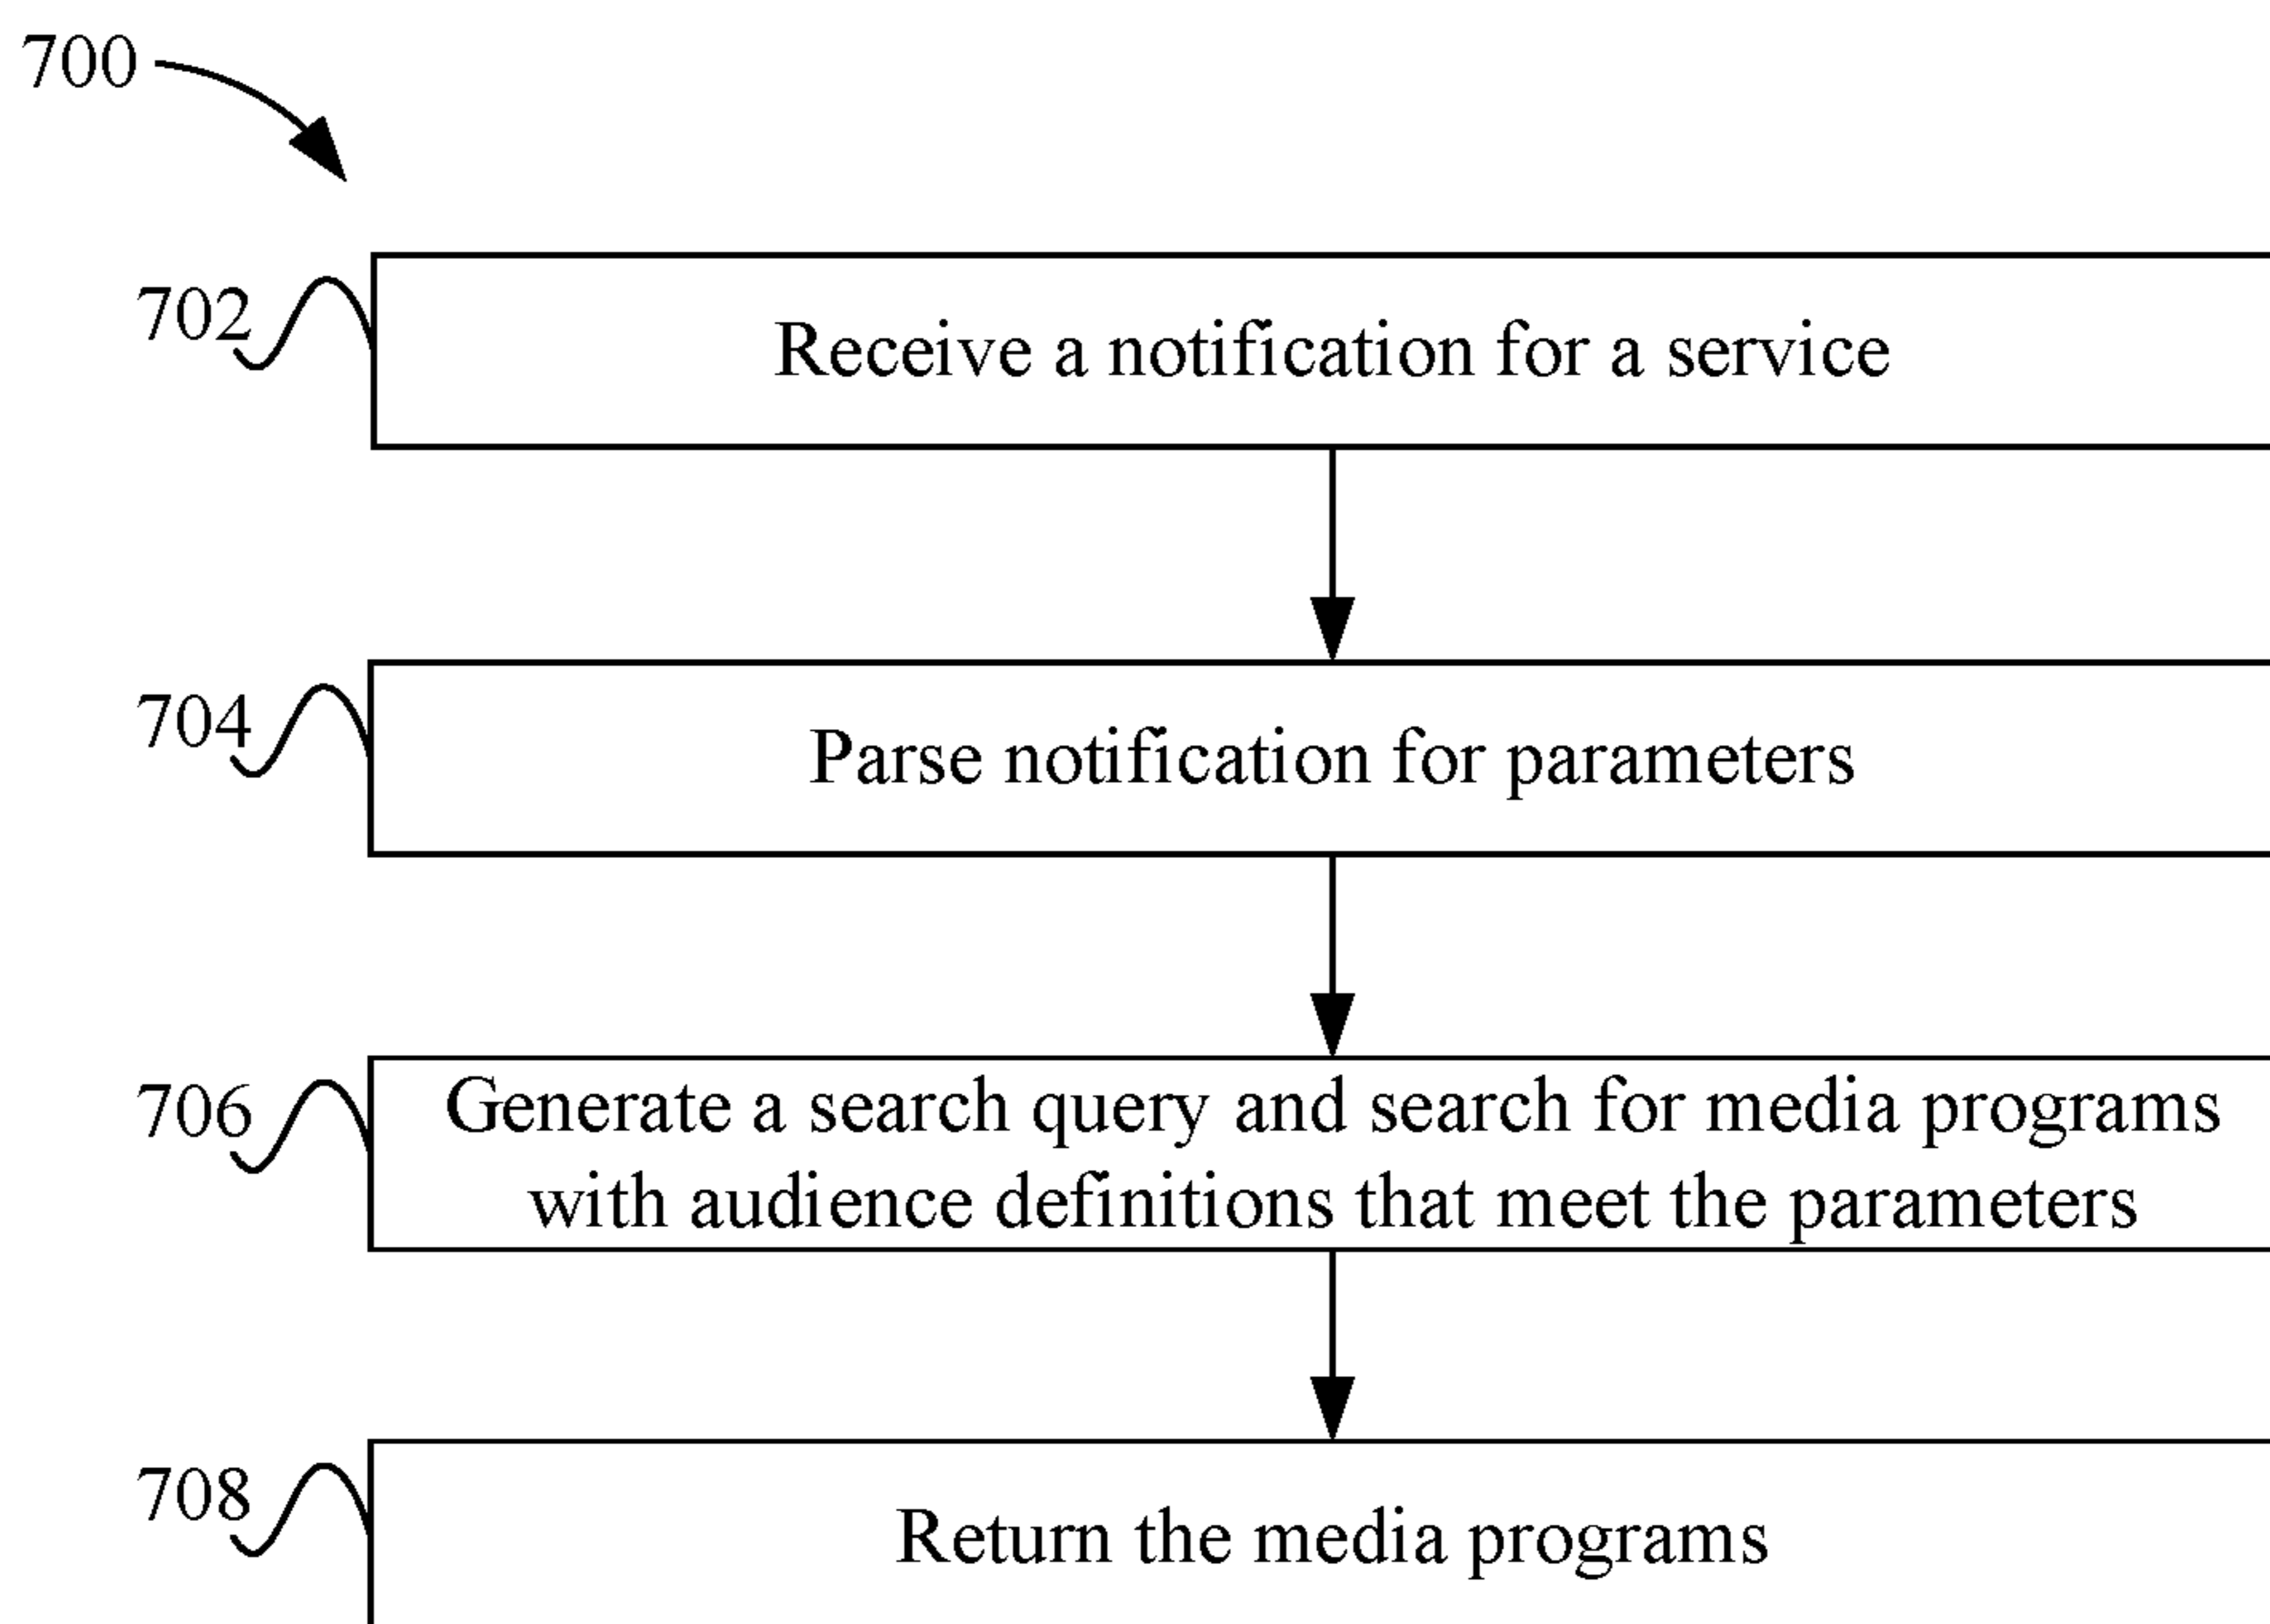 700
702
Receive a notification for a service
704
Parse notification for parameters
706
Generate a search query and search for media programs
with audience definitions that meet the parameters
708
Return the media programs